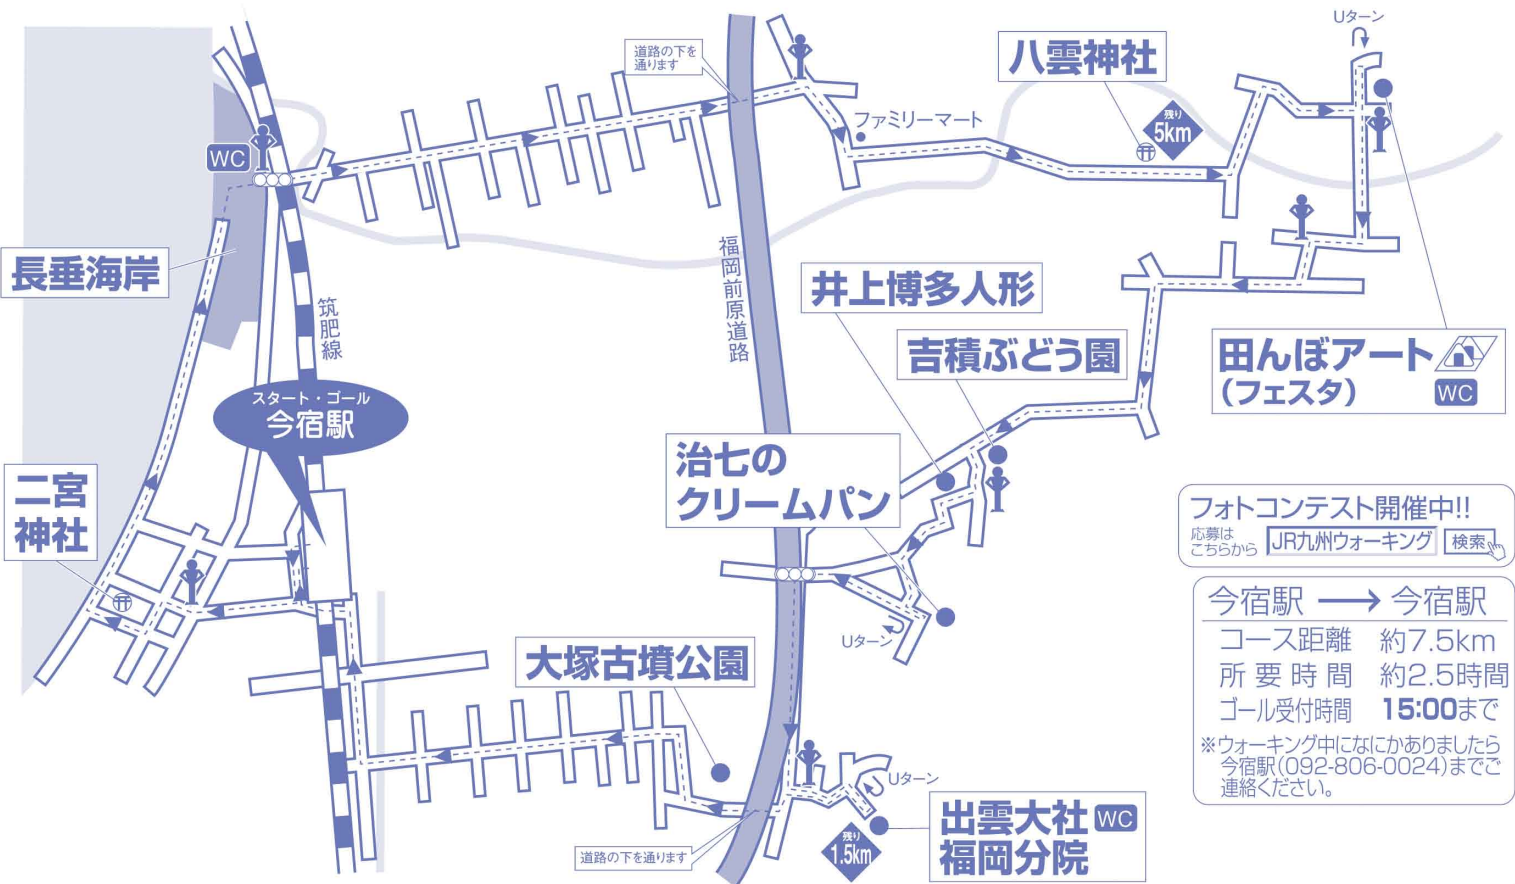 Uターン
道路の下を
通ります
八雲神社
残り
5km
ファミリーマート
WC
長垂海岸
福岡前原道路
筑肥線
井上博多人形
吉積ぶどう園
田んぼアート
(フェスタ)
WC
スタート・ゴール
今宿駅
治七の
クリームパン
二宮
神社
フォトコンテスト開催中!!
応募は
こちらから
JR九州ウォーキング
検索
今宿駅 → 今宿駅
コース距離 約7.5km
所要時間 約2.5時間
ゴール受付時間 15:00まで
※ウォーキング中になにかありましたら
今宿駅(092-806-0024)までご
連絡ください。
Uターン
大塚古墳公園
Uターン
出雲大社 WC
福岡分院
残り
1.5km
道路の下を通ります